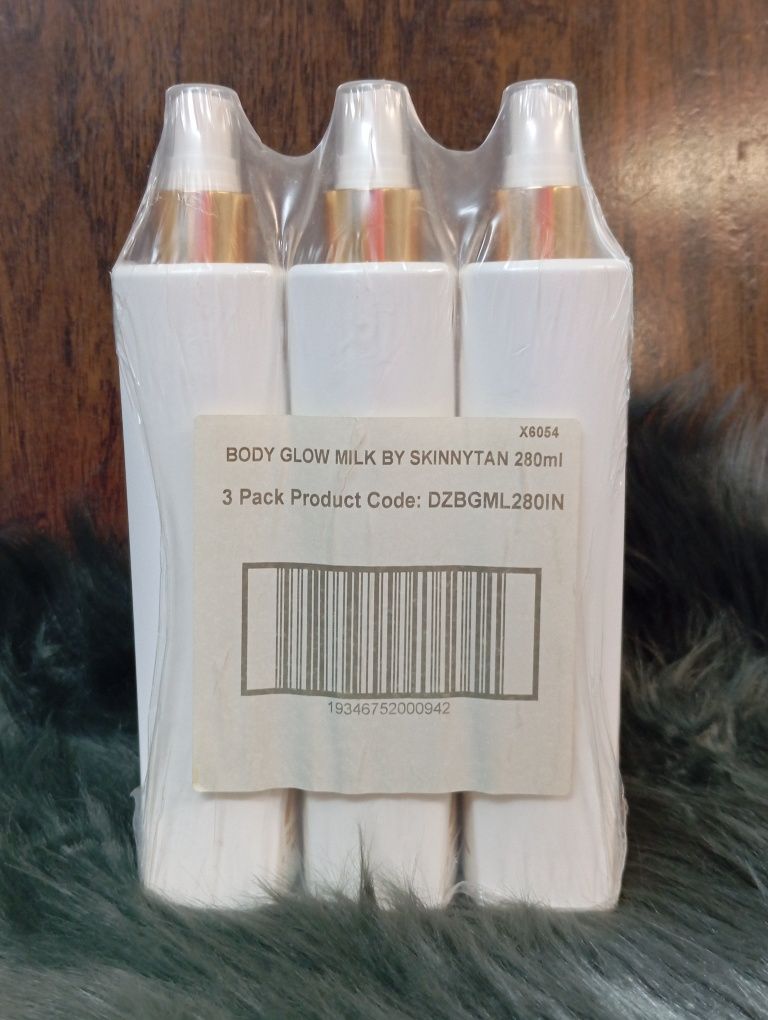 X6054
BODY GLOW MILK BY SKINNYTAN 280ml
3 Pack Product Code: DZBGML280IN
19346752000942